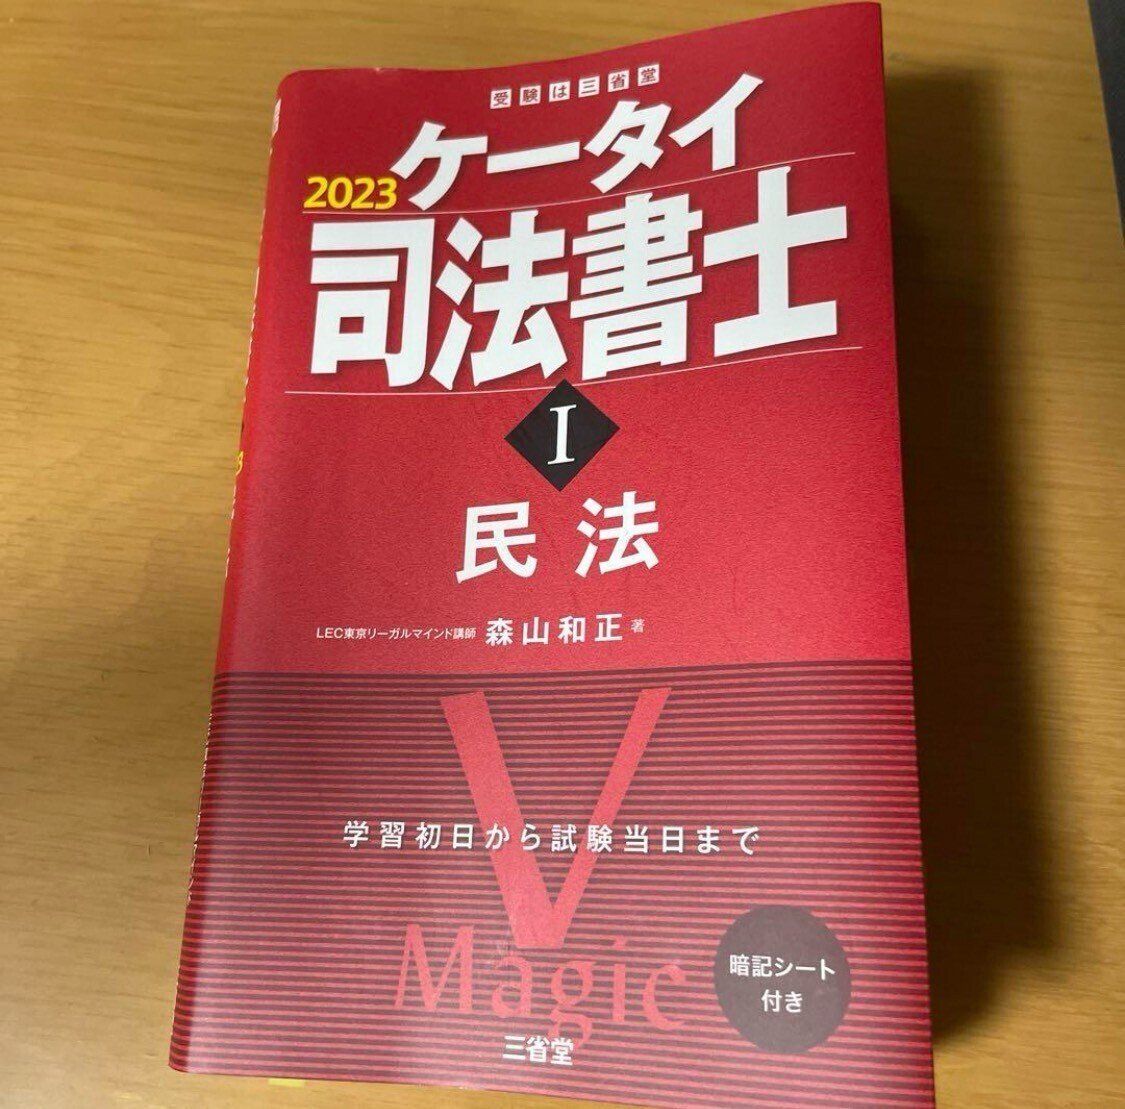 受験は三省堂
ケータイ
2023
司法書士
I
民法
LEC東京リーガルマインド講師 森山和正 著
V
学習初日から試験当日まで
Magic
暗記シート
付き
三省堂